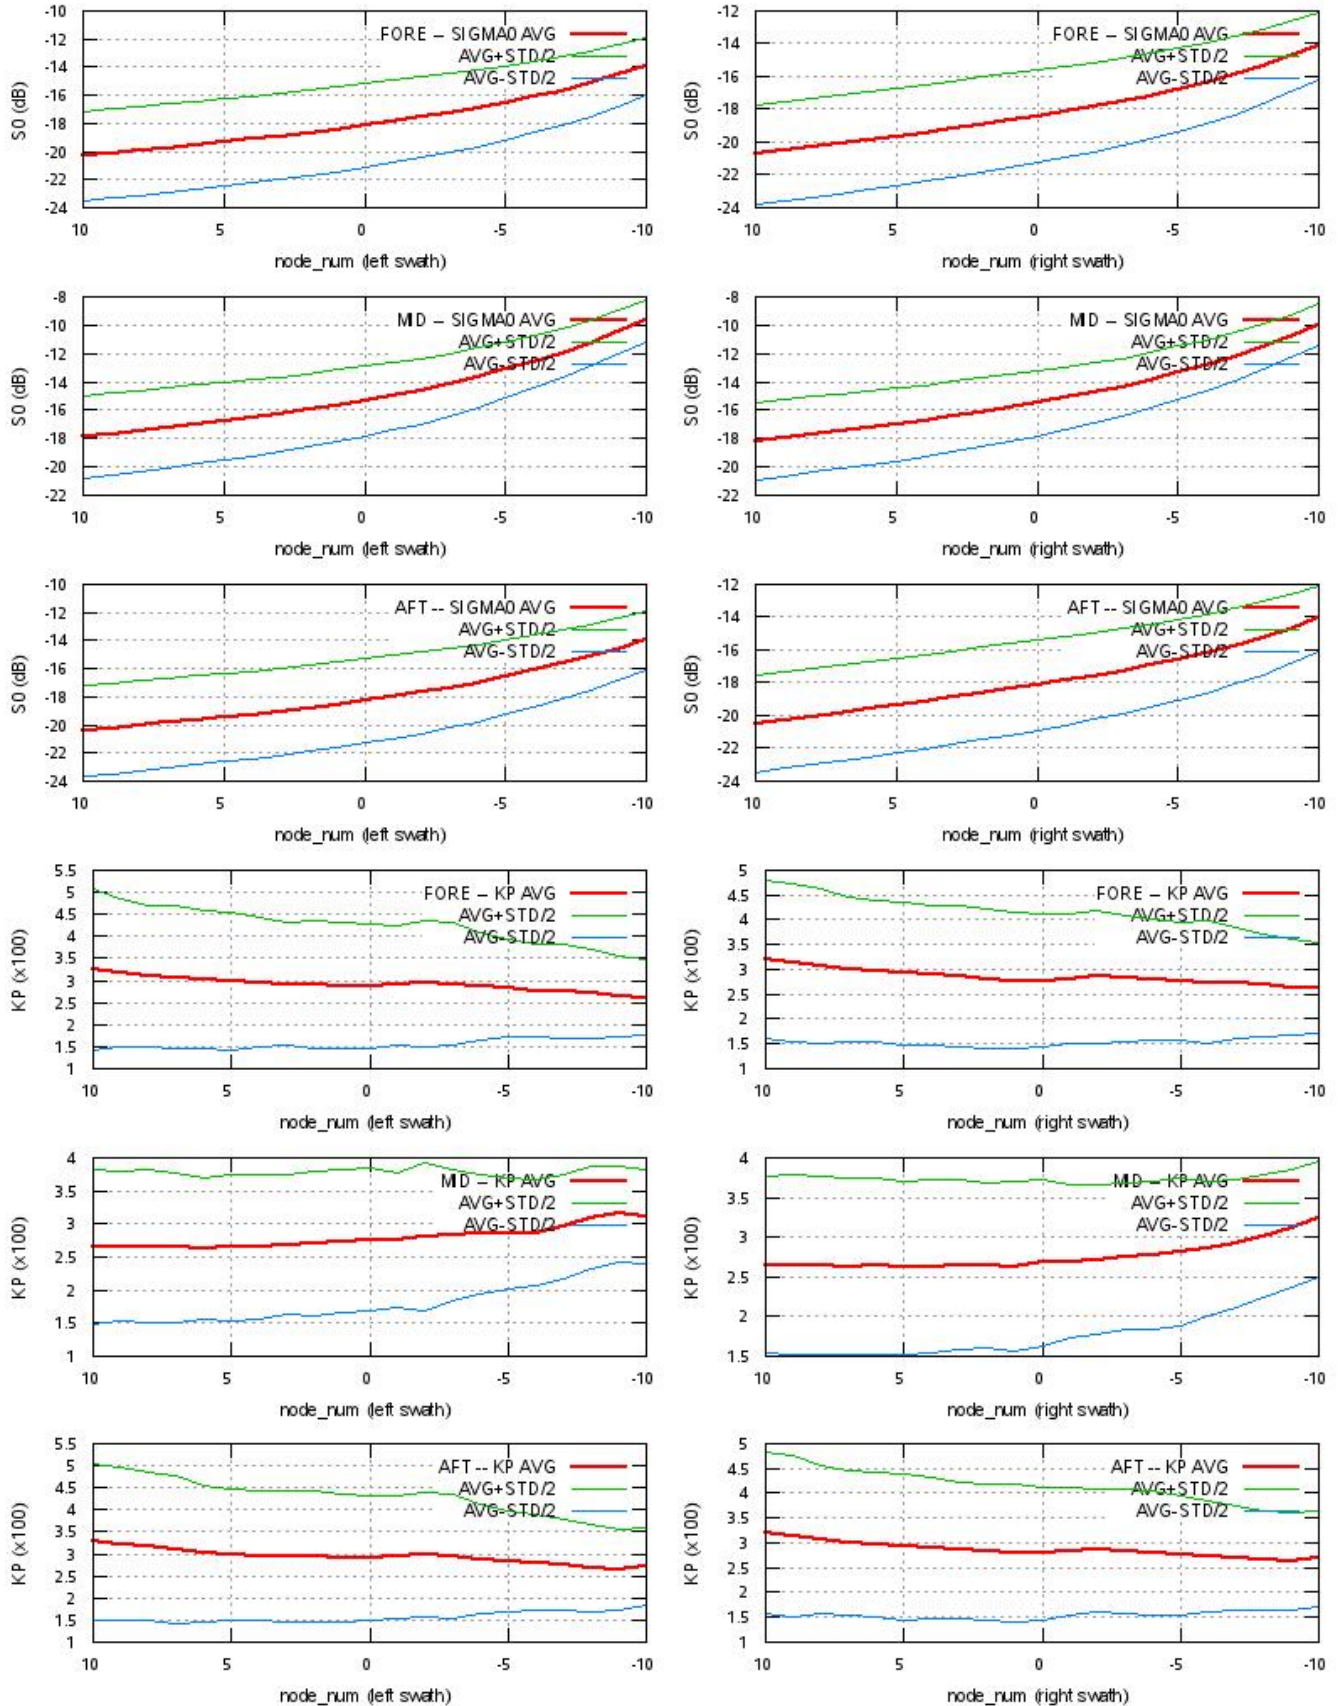 -10
-12
-14
-16
-18
-20
-22
-24
S0 (dB)
FORE -- SIGMA0 AVG
AVG+STD/2
AVG-STD/2
10 5 0 -5 -10
node_num (left swath)
-12
-14
-16
-18
-20
-22
-24
S0 (dB)
FORE -- SIGMA0 AVG
AVG+STD/2
AVG-STD/2
10 5 0 -5 -10
node_num (right swath)
-8
-10
-12
-14
-16
-18
-20
-22
S0 (dB)
MID -- SIGMA0 AVG
AVG+STD/2
AVG-STD/2
10 5 0 -5 -10
node_num (left swath)
-8
-10
-12
-14
-16
-18
-20
-22
S0 (dB)
MID -- SIGMA0 AVG
AVG+STD/2
AVG-STD/2
10 5 0 -5 -10
node_num (right swath)
-10
-12
-14
-16
-18
-20
-22
-24
S0 (dB)
AFT -- SIGMA0 AVG
AVG+STD/2
AVG-STD/2
10 5 0 -5 -10
node_num (left swath)
-12
-14
-16
-18
-20
-22
-24
S0 (dB)
AFT -- SIGMA0 AVG
AVG+STD/2
AVG-STD/2
10 5 0 -5 -10
node_num (right swath)
5.5
5
4.5
4
3.5
3
2.5
2
1.5
1
KP (x100)
FORE -- KP AVG
AVG+STD/2
AVG-STD/2
10 5 0 -5 -10
node_num (left swath)
5
4.5
4
3.5
3
2.5
2
1.5
1
KP (x100)
FORE -- KP AVG
AVG+STD/2
AVG-STD/2
10 5 0 -5 -10
node_num (right swath)
4
3.5
3
2.5
2
1.5
1
KP (x100)
MID -- KP AVG
AVG+STD/2
AVG-STD/2
10 5 0 -5 -10
node_num (left swath)
4
3.5
3
2.5
2
1.5
KP (x100)
MID -- KP AVG
AVG+STD/2
AVG-STD/2
10 5 0 -5 -10
node_num (right swath)
5.5
5
4.5
4
3.5
3
2.5
2
1.5
1
KP (x100)
AFT -- KP AVG
AVG+STD/2
AVG-STD/2
10 5 0 -5 -10
node_num (left swath)
5
4.5
4
3.5
3
2.5
2
1.5
1
KP (x100)
AFT -- KP AVG
AVG+STD/2
AVG-STD/2
10 5 0 -5 -10
node_num (right swath)